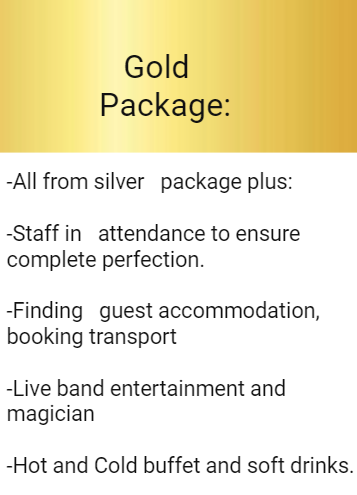 Gold
Package:
-All from silver   package plus:
-Staff in   attendance to ensure
complete perfection.
-Finding   guest accommodation,
booking transport
-Live band entertainment and
magician
-Hot and Cold buffet and soft drinks.